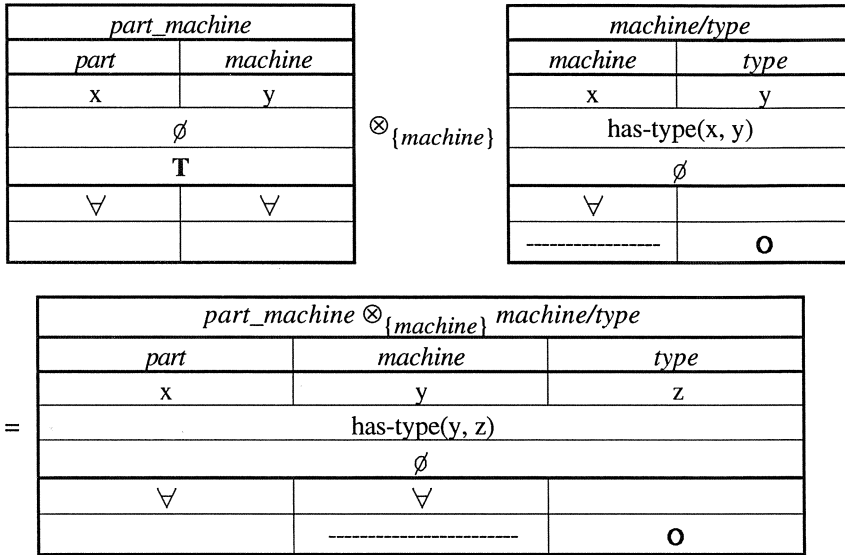 part_machine
part machine
x y
∅
T
∀ ∀
⊗{machine}
machine/type
machine type
x y
has-type(x, y)
∅
∀
----------------- O
part_machine ⊗{machine} machine/type
part machine type
x y z
=
has-type(y, z)
∅
∀ ∀
------------------------ O